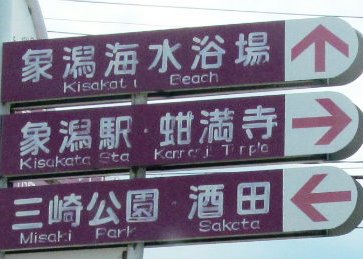 象潟海水浴場
Kisakata Beach
象潟駅・蚶満寺
Kisakata Sta
三崎公園・酒田
Misaki Park Sakata